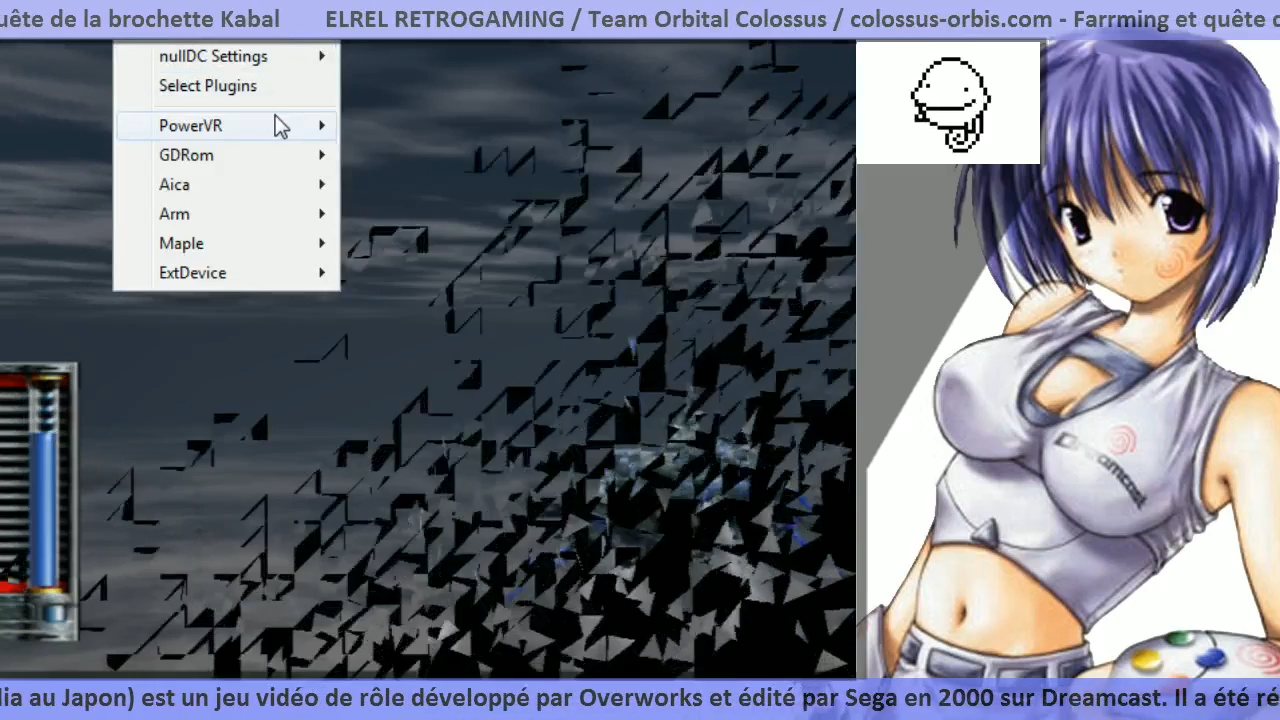 uête de la brochette Kabal ELREL RETROGAMING / Team Orbital Colossus / colossus-orbis.com - Farrming et quête d
nullDC Settings
Select Plugins
PowerVR
GDRom
Aica
Arm
Maple
ExtDevice
Dreamcast
dia au Japon) est un jeu vidéo de rôle développé par Overworks et édité par Sega en 2000 sur Dreamcast. Il a été ré